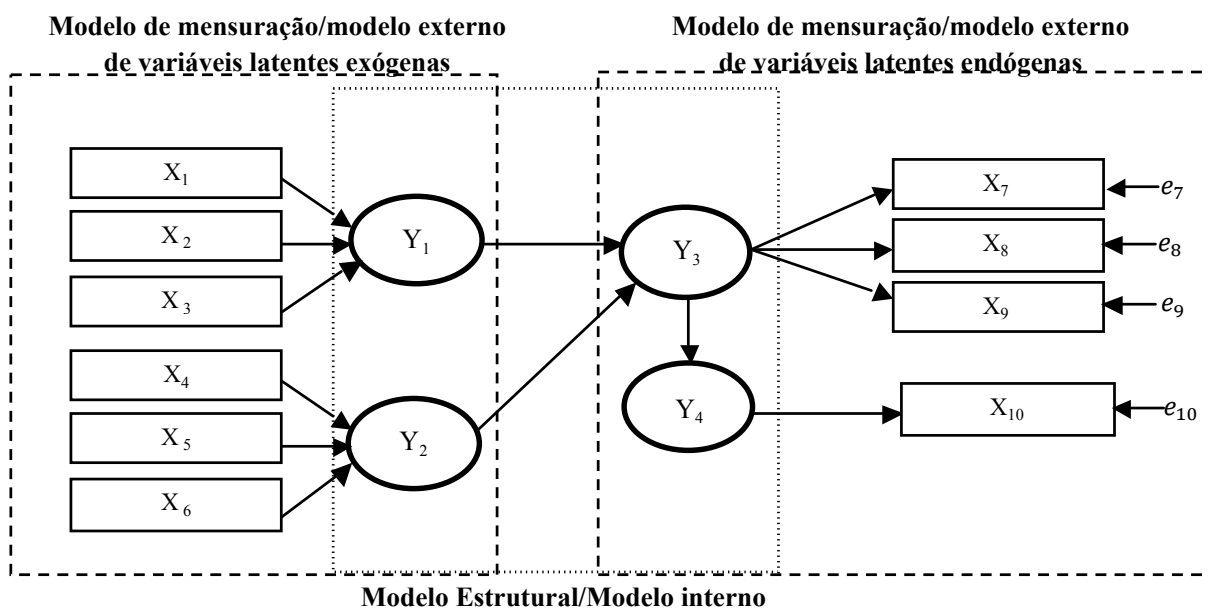 Modelo de mensuração/modelo externo
de variáveis latentes exógenas
Modelo de mensuração/modelo externo
de variáveis latentes endógenas
X1
X2
X3
X4
X5
X6
Y1
Y2
Y3
Y4
X7
X8
X9
X10
e7
e8
e9
e10
Modelo Estrutural/Modelo interno